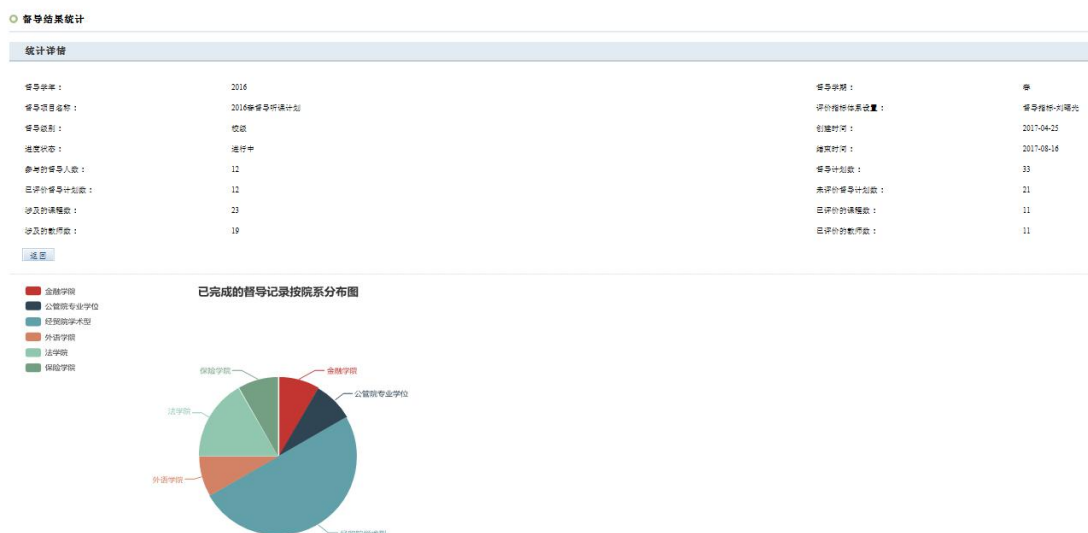 督导结果统计
统计详情
督导学年： 2016 督导学期： 春
督导项目名称： 2016春督导听课计划 评价指标体系设置： 督导指标-刘曙光
督导级别： 校级 创建时间： 2017-04-25
进度状态： 进行中 结束时间： 2017-08-16
参与的督导人数： 12 督导计划数： 33
已评价督导计划数： 12 未评价督导计划数： 21
涉及的课程数： 23 已评价的课程数： 11
涉及的教师数： 19 已评价的教师数： 11
返回
金融学院
公管院专业学位
经贸院学术型
外语学院
法学院
保险学院
已完成的督导记录按院系分布图
保险学院
金融学院
公管院专业学位
法学院
外语学院
经贸院学术型